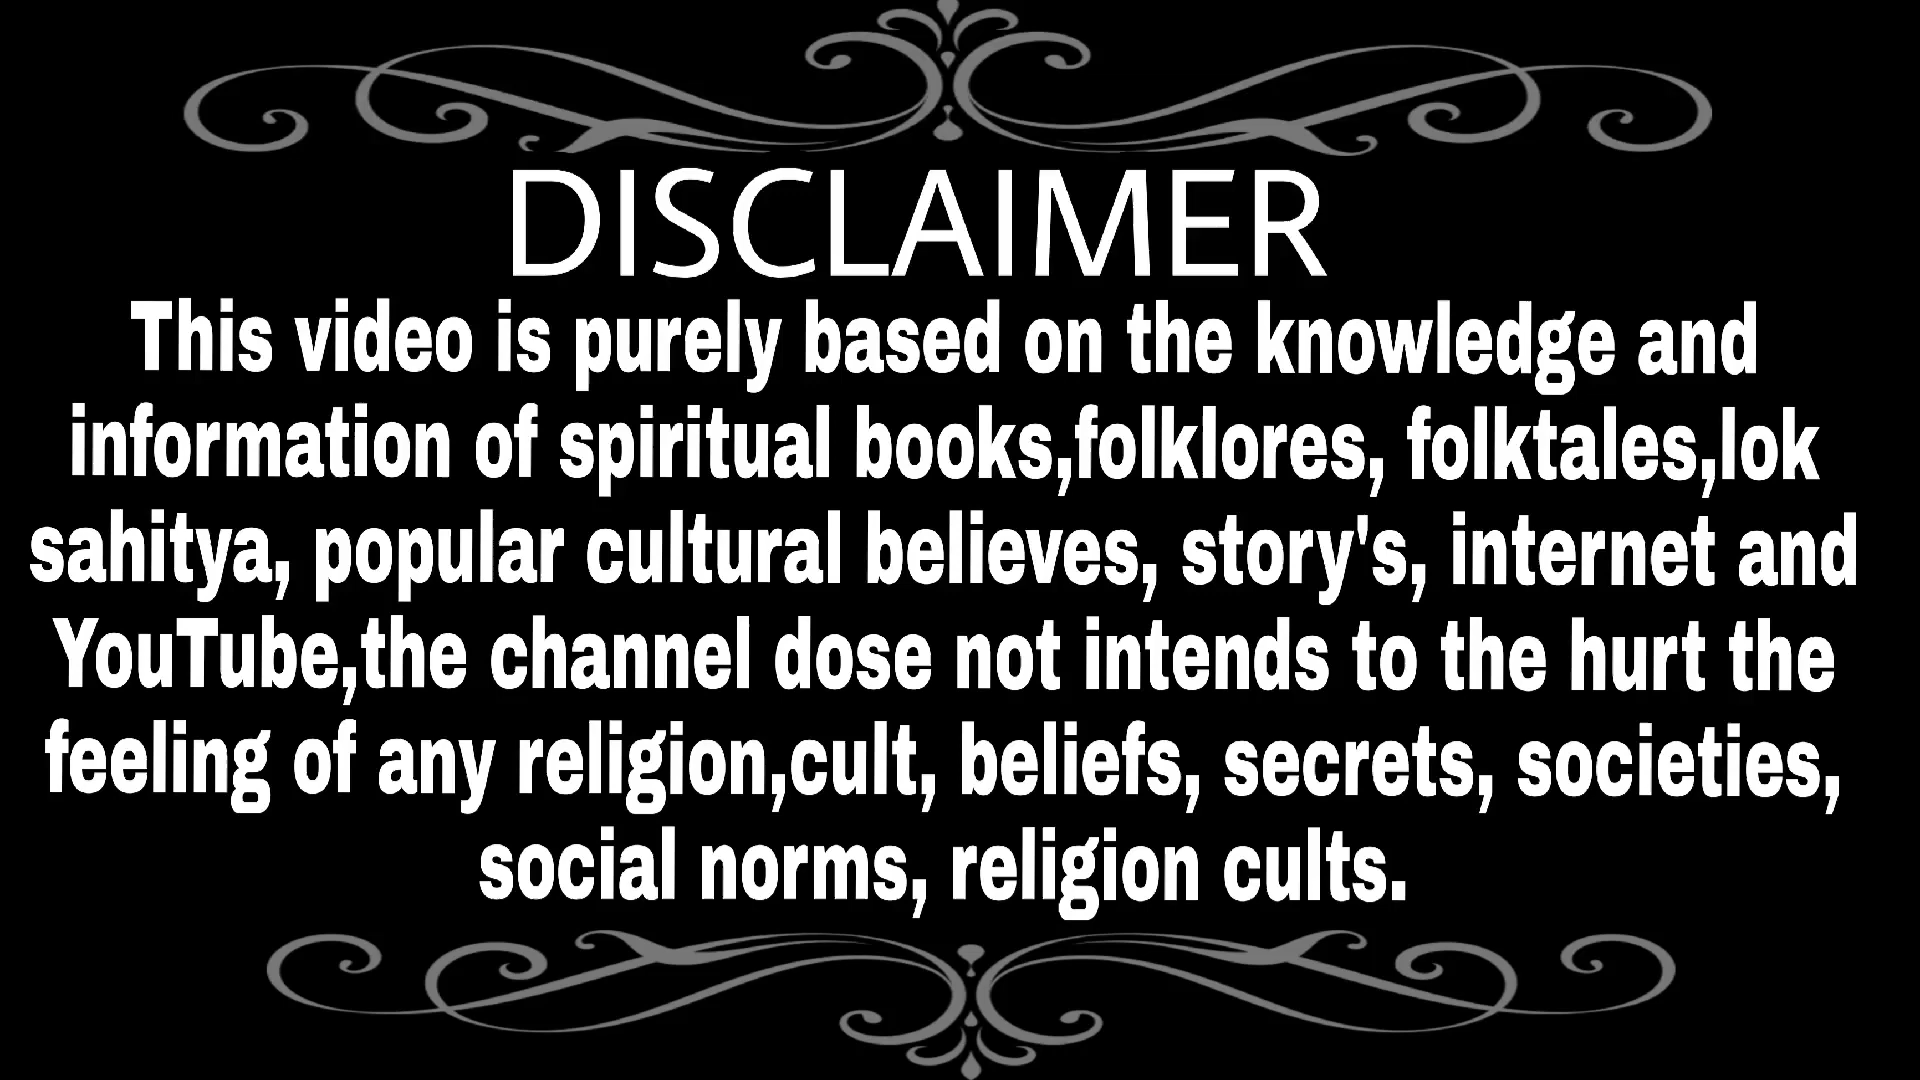 DISCLAIMER
This video is purely based on the knowledge and
information of spiritual books,folklores, folktales,lok
sahitya, popular cultural believes, story's, internet and
YouTube,the channel dose not intends to the hurt the
feeling of any religion,cult, beliefs, secrets, societies,
social norms, religion cults.